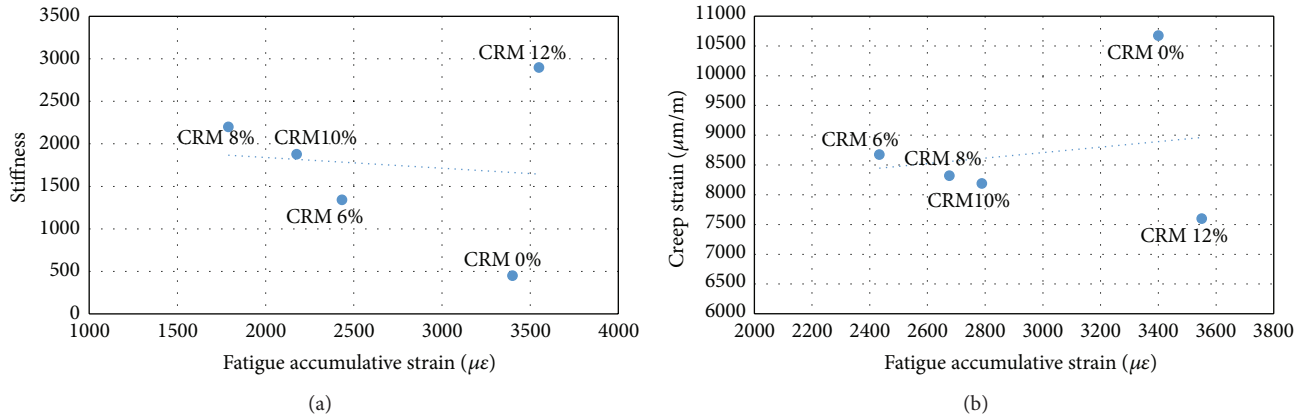 3500
3000
2500
2000
1500
1000
500
0
Stiffness
CRM 12%
CRM 8%
CRM10%
CRM 6%
CRM 0%
1000 1500 2000 2500 3000 3500 4000
Fatigue accumulative strain (με)
(a)
11000
10500
10000
9500
9000
8500
8000
7500
7000
6500
6000
Creep strain (μm/m)
CRM 0%
CRM 6%
CRM 8%
CRM10%
CRM 12%
2000 2200 2400 2600 2800 3000 3200 3400 3600 3800
Fatigue accumulative strain (με)
(b)